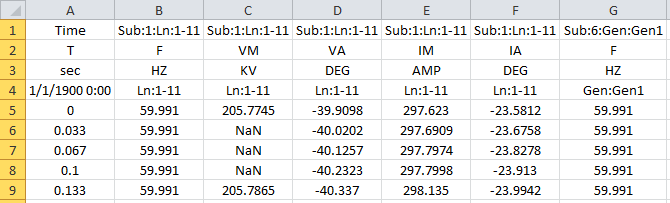 A B C D E F G
1 Time Sub:1:Ln:1-11 Sub:1:Ln:1-11 Sub:1:Ln:1-11 Sub:1:Ln:1-11 Sub:1:Ln:1-11 Sub:6:Gen:Gen1
2 T F VM VA IM IA F
3 sec HZ KV DEG AMP DEG HZ
4 1/1/1900 0:00 Ln:1-11 Ln:1-11 Ln:1-11 Ln:1-11 Ln:1-11 Gen:Gen1
5 0 59.991 205.7745 -39.9098 297.623 -23.5812 59.991
6 0.033 59.991 NaN -40.0202 297.6909 -23.6758 59.991
7 0.067 59.991 NaN -40.1257 297.7974 -23.8278 59.991
8 0.1 59.991 NaN -40.2323 297.7998 -23.913 59.991
9 0.133 59.991 205.7865 -40.337 298.135 -23.9942 59.991